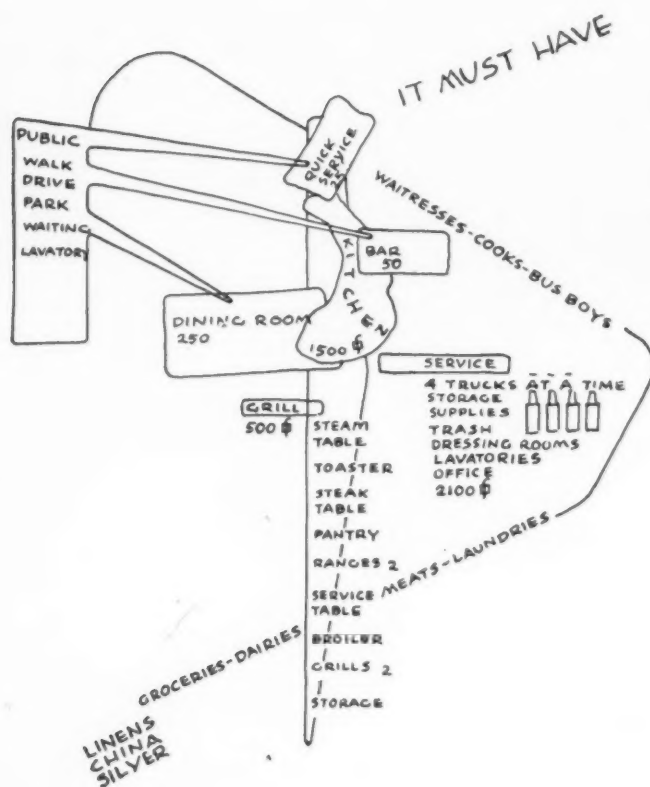 IT MUST HAVE
PUBLIC
WALK
DRIVE
PARK
WAITING
LAVATORY
QUICK
SERVICE
WAITRESSES-COOKS-BUS BOYS
KITCHEN
1500
BAR
50
DINING ROOM
250
SERVICE
4 TRUCKS AT A TIME
STORAGE
SUPPLIES
TRASH
DRESSING ROOMS
LAVATORIES
OFFICE
2100
GRILL
500
STEAM
TABLE
TOASTER
STEAK
TABLE
PANTRY
RANGES 2
SERVICE
TABLE
BROILER
GRILLS 2
STORAGE
MEATS-LAUNDRIES
GROCERIES-DAIRIES
LINENS
CHINA
SILVER